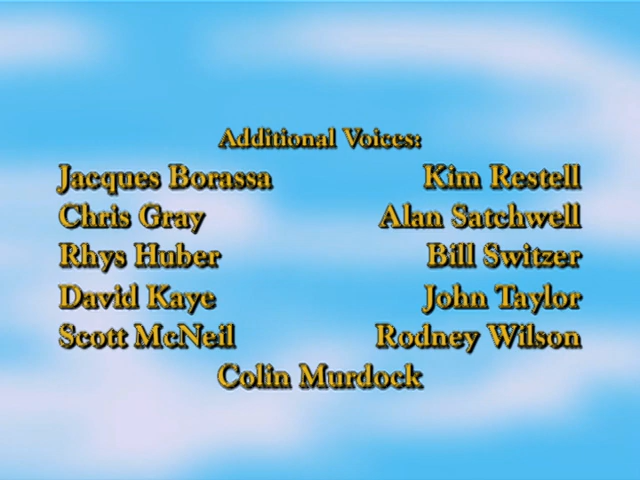 Additional Voices:
Jacques Borassa Kim Restell
Chris Gray Alan Satchwell
Rhys Huber Bill Switzer
David Kaye John Taylor
Scott McNeil Rodney Wilson
Colin Murdock